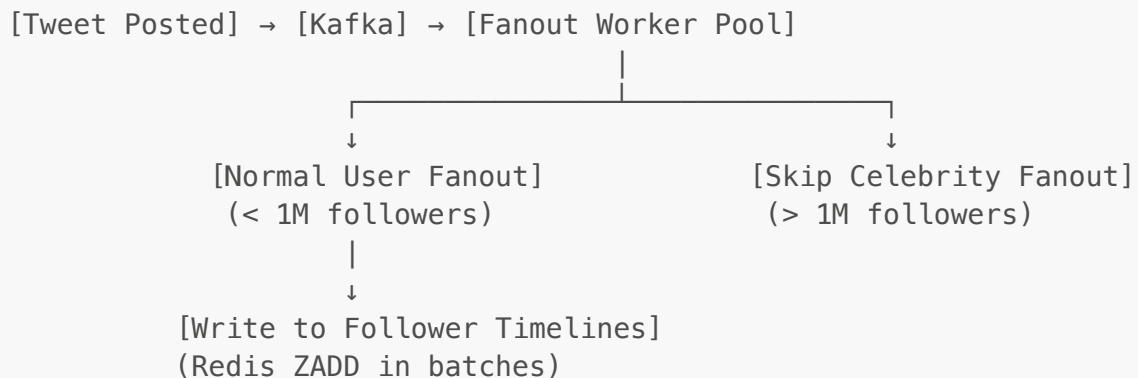 [Tweet Posted] → [Kafka] → [Fanout Worker Pool]
[Normal User Fanout] [Skip Celebrity Fanout]
(< 1M followers) (> 1M followers)
[Write to Follower Timelines]
(Redis ZADD in batches)